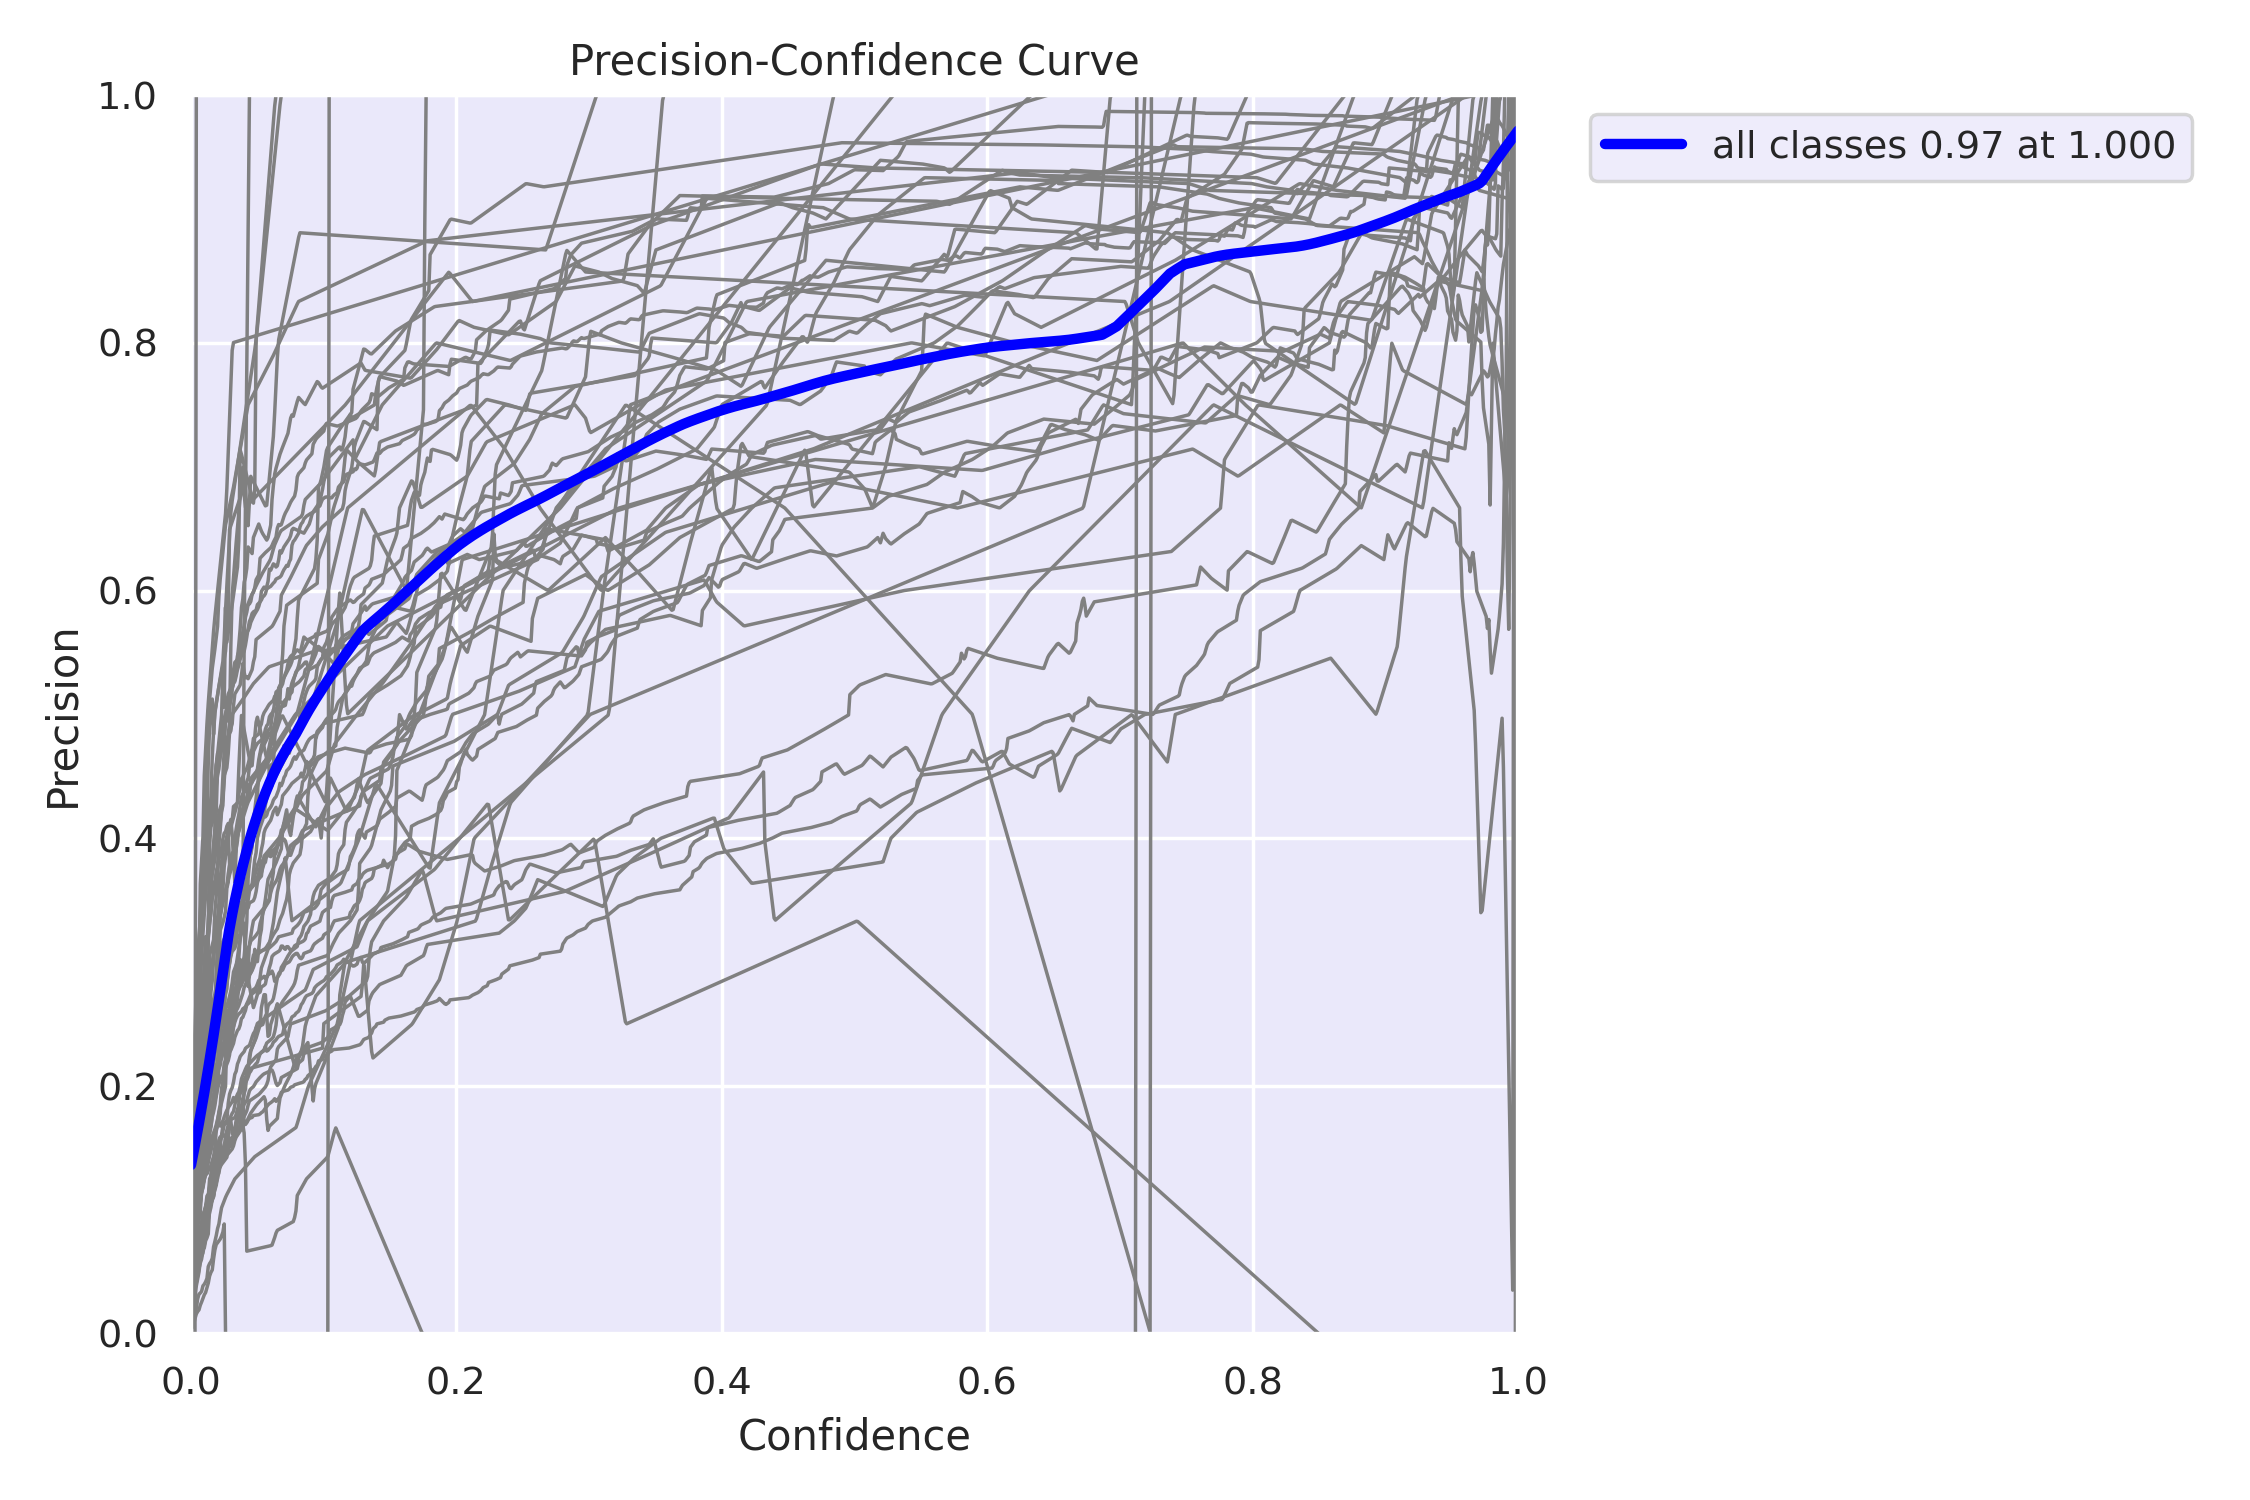 Precision-Confidence Curve
all classes 0.97 at 1.000
Precision
1.0
0.8
0.6
0.4
0.2
0.0
0.0 0.2 0.4 0.6 0.8 1.0
Confidence